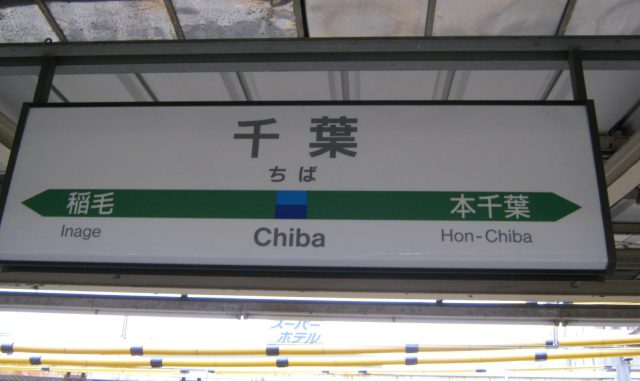 千葉
ちば
稲毛
本千葉
Inage
Chiba
Hon-Chiba
スーパー
ホテル